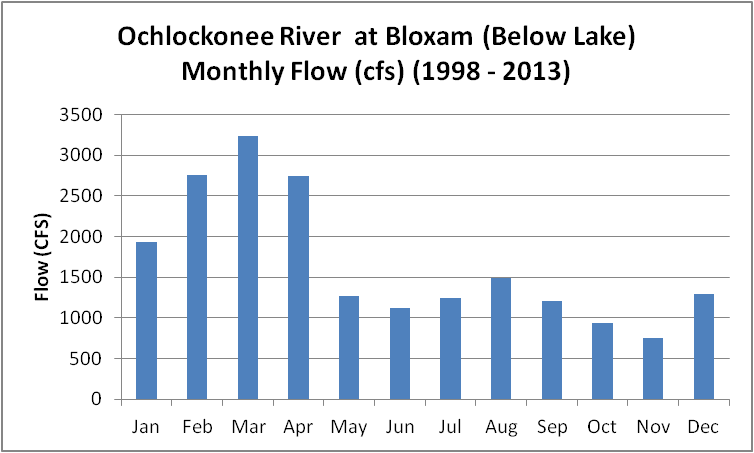 Ochlockonee River at Bloxam (Below Lake)
Monthly Flow (cfs) (1998 - 2013)
Flow (CFS)
3500
3000
2500
2000
1500
1000
500
0
Jan Feb Mar Apr May Jun Jul Aug Sep Oct Nov Dec